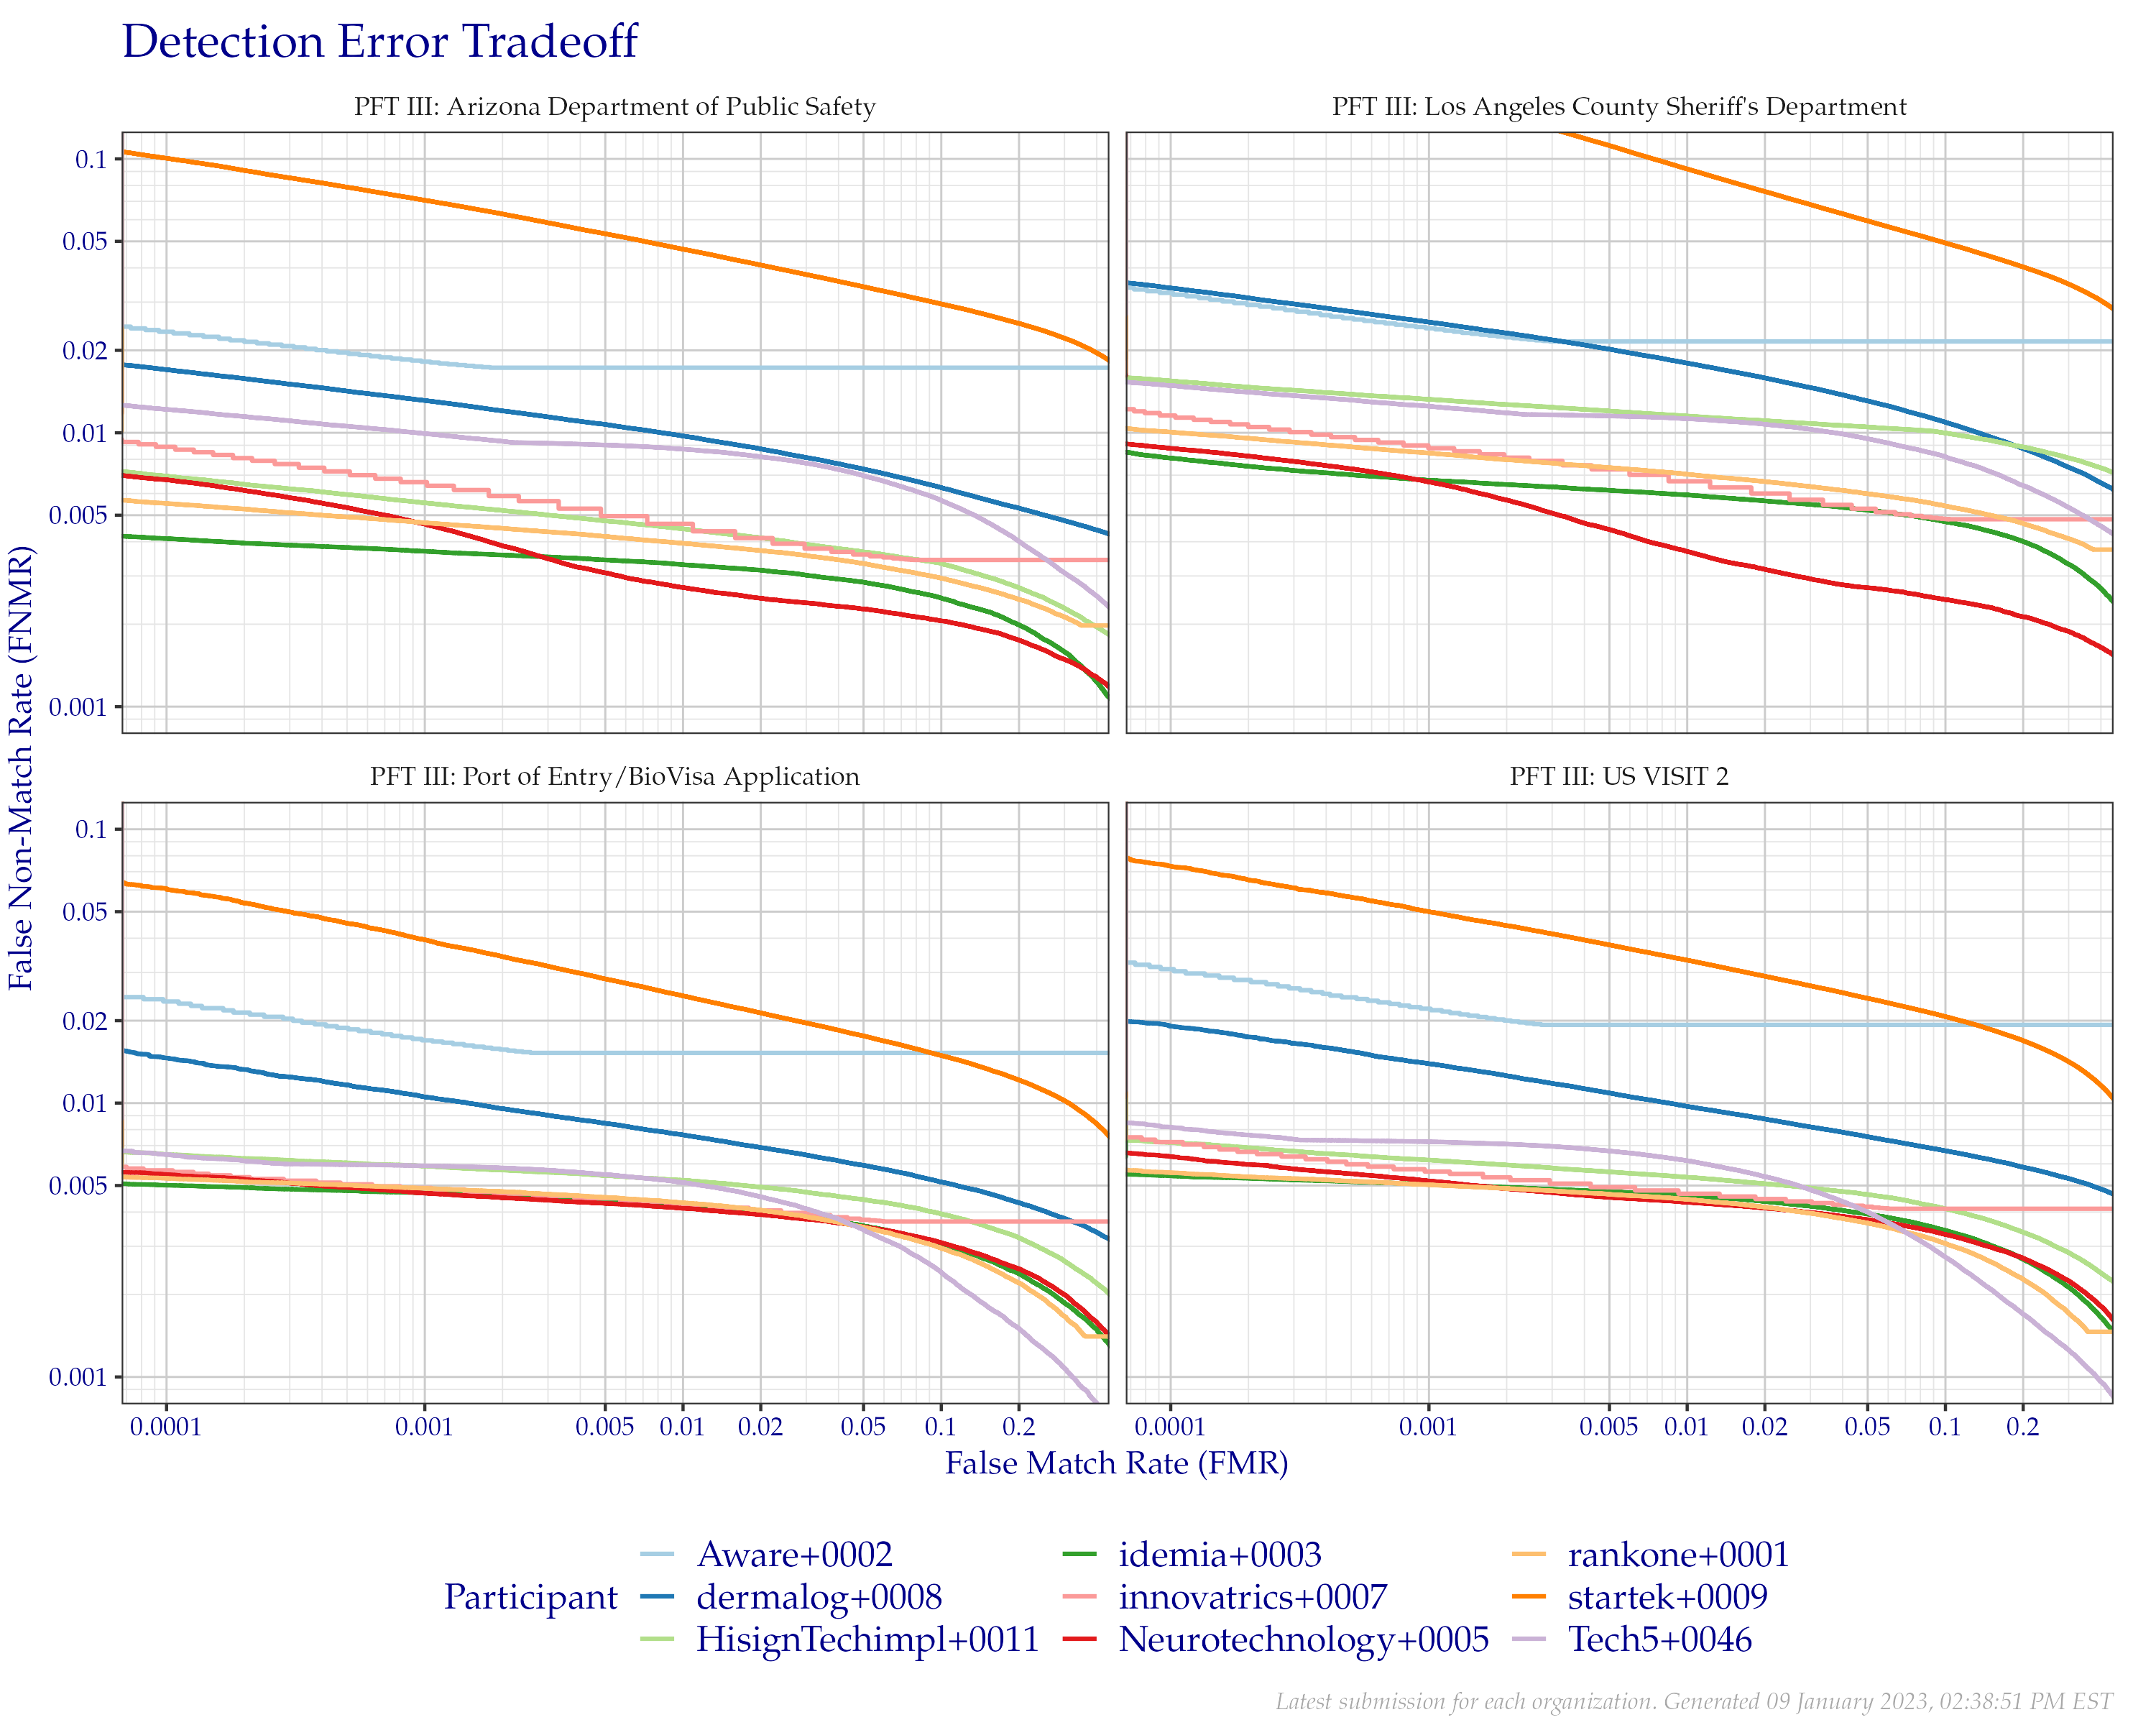 Detection Error Tradeoff
PFT III: Arizona Department of Public Safety
PFT III: Los Angeles County Sheriff's Department
0.1
0.05
0.02
0.01
0.005
0.001
False Non-Match Rate (FNMR)
PFT III: Port of Entry/BioVisa Application
PFT III: US VISIT 2
0.1
0.05
0.02
0.01
0.005
0.001
0.0001 0.001 0.005 0.01 0.02 0.05 0.1 0.2
0.0001 0.001 0.005 0.01 0.02 0.05 0.1 0.2
False Match Rate (FMR)
Participant
Aware+0002
dermalog+0008
HisignTechimpl+0011
idemia+0003
innovatrics+0007
Neurotechnology+0005
rankone+0001
startek+0009
Tech5+0046
Latest submission for each organization. Generated 09 January 2023, 02:38:51 PM EST